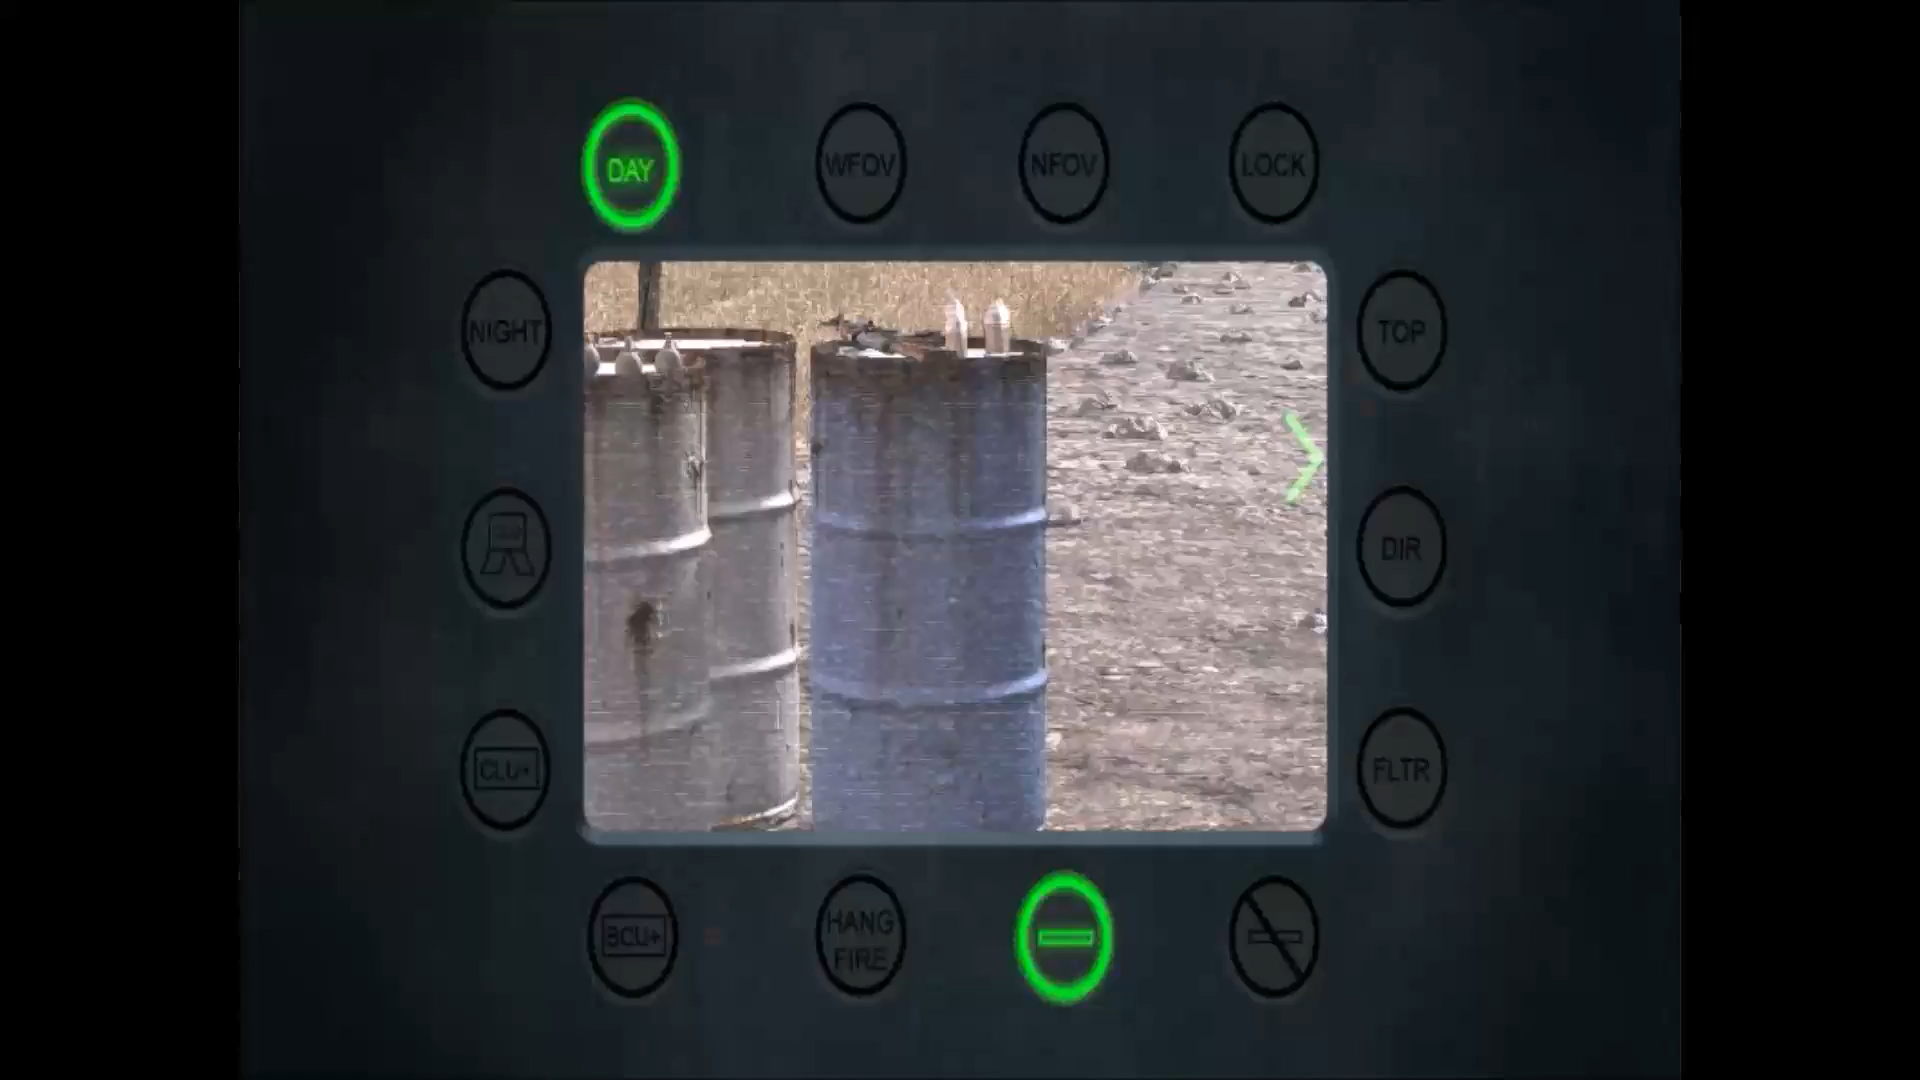 DAY
WFOV
NFOV
LOCK
NIGHT
TOP
DIR
CLU+
FLTR
BCU+
HANG
FIRE